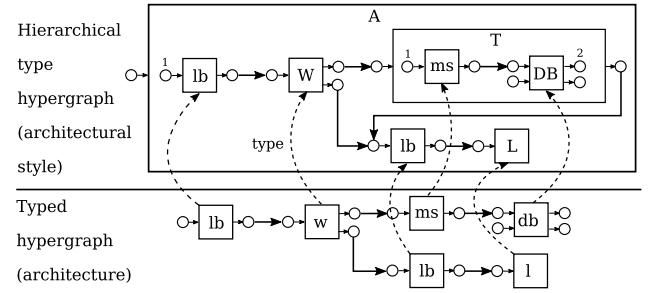 Hierarchical
type
hypergraph
(architectural
style)
A
T
1
lb
W
1
ms
2
DB
type
lb
L
Typed
hypergraph
(architecture)
lb
w
ms
db
lb
l